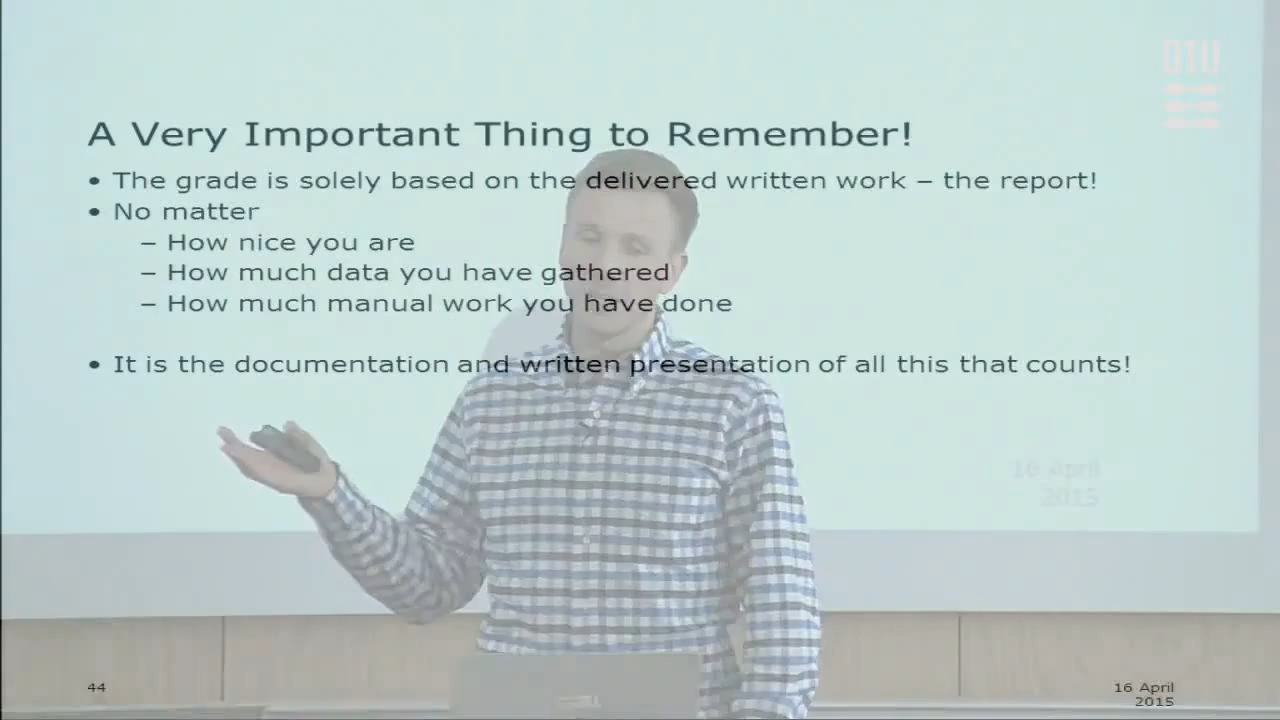 DTU
A Very Important Thing to Remember!
• The grade is solely based on the delivered written work – the report!
• No matter
– How nice you are
– How much data you have gathered
– How much manual work you have done
• It is the documentation and written presentation of all this that counts!
16 April
2015
44
16 April
2015